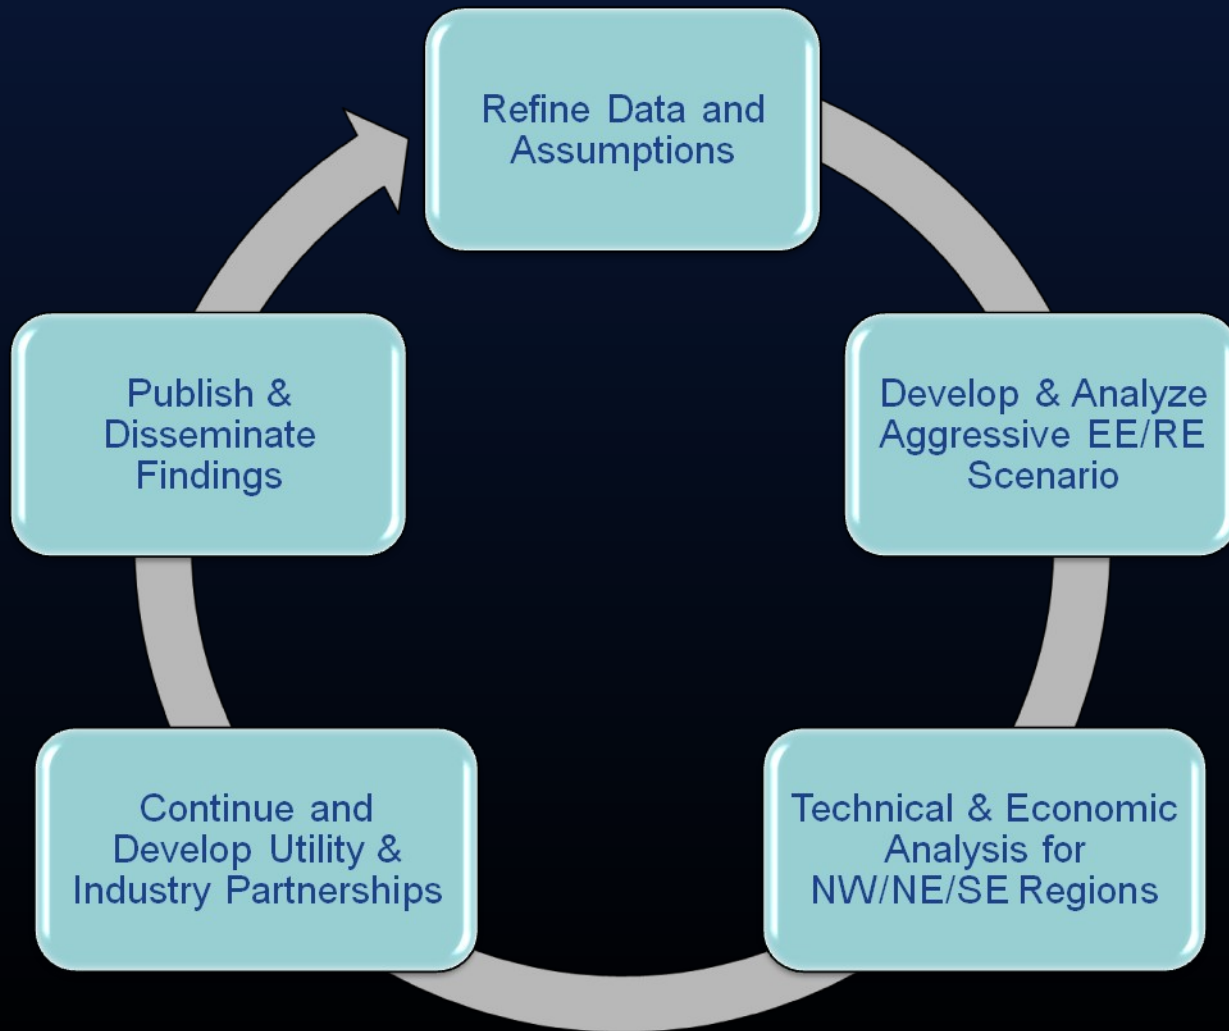 Refine Data and
Assumptions
Develop & Analyze
Aggressive EE/RE
Scenario
Technical & Economic
Analysis for
NW/NE/SE Regions
Continue and
Develop Utility &
Industry Partnerships
Publish &
Disseminate
Findings